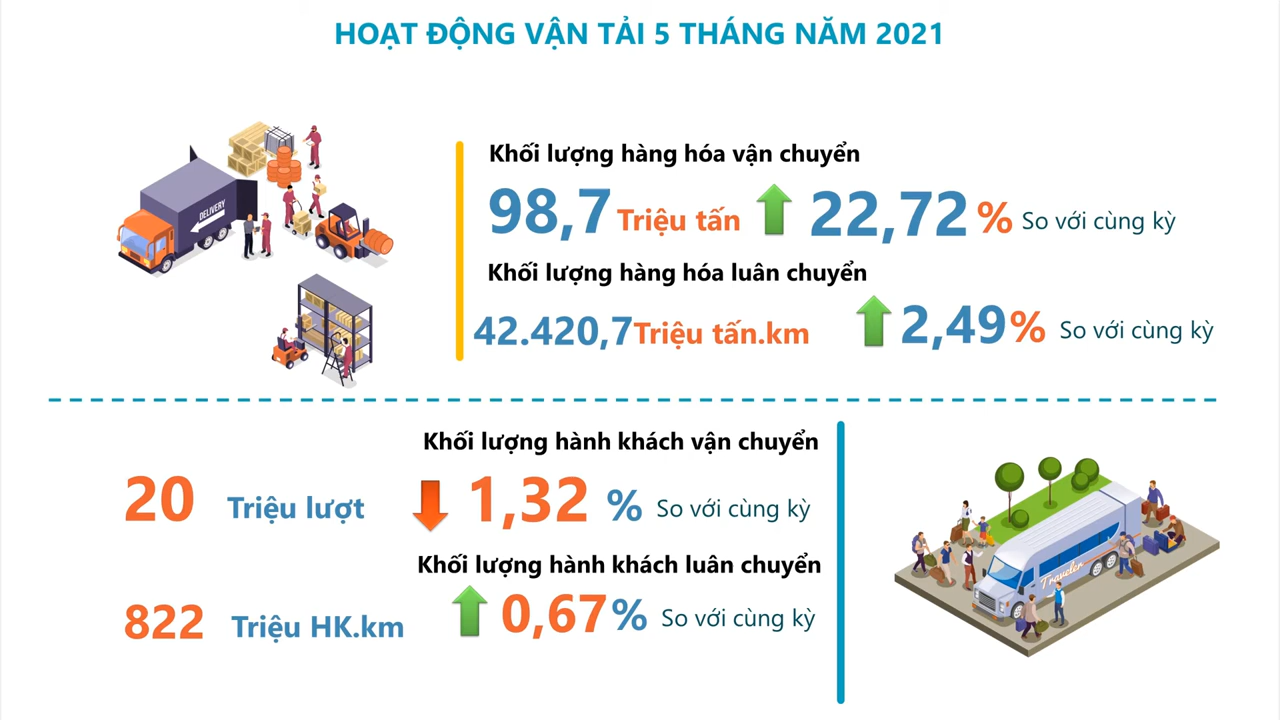 HOẠT ĐỘNG VẬN TẢI 5 THÁNG NĂM 2021
DELIVERY
Khối lượng hàng hóa vận chuyển
98,7 Triệu tấn 22,72 % So với cùng kỳ
Khối lượng hàng hóa luân chuyển
42.420,7 Triệu tấn.km 2,49% So với cùng kỳ
Khối lượng hành khách vận chuyển
20 Triệu lượt 1,32 % So với cùng kỳ
Khối lượng hành khách luân chuyển
822 Triệu HK.km 0,67% So với cùng kỳ
Traveler